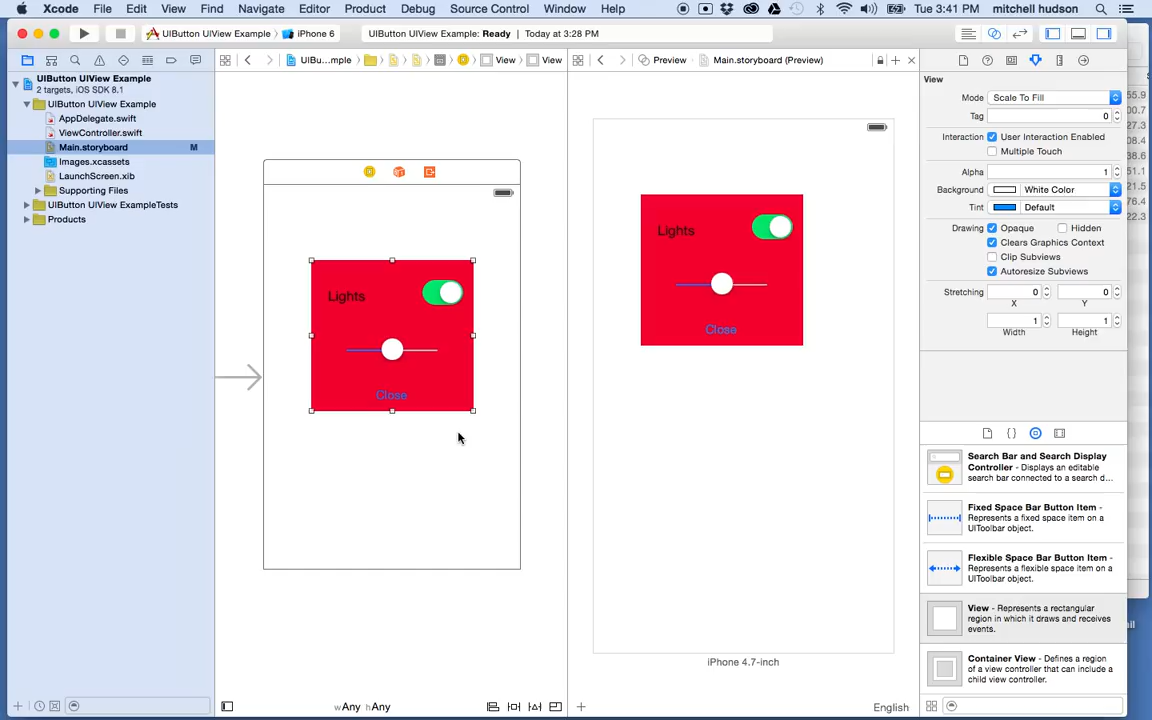 Xcode File Edit View Find Navigate Editor Product Debug Source Control Window Help Tue 3:41 PM mitchell hudson
UIButton UIView Example iPhone 6 UIButton UIView Example: Ready Today at 3:28 PM
UIBu...mple View View Preview Main.storyboard (Preview)
UIButton UIView Example
2 targets, iOS SDK 8.1
UIButton UIView Example
AppDelegate.swift
ViewController.swift
Main.storyboard M
Images.xcassets
LaunchScreen.xib
Supporting Files
UIButton UIView ExampleTests
Products
Lights
Close
wAny hAny
Lights
Close
iPhone 4.7-inch
English
View
Mode Scale To Fill
Tag 0
Interaction User Interaction Enabled
Multiple Touch
Alpha 1
Background White Color
Tint Default
Drawing Opaque Hidden
Clears Graphics Context
Clip Subviews
Autoresize Subviews
Stretching 0 0
X Y
1 1
Width Height
Search Bar and Search Display
Controller - Displays an editable
search bar connected to a search d...
Fixed Space Bar Button Item -
Represents a fixed space item on a
UIToolbar object.
Flexible Space Bar Button Item -
Represents a flexible space item on a
UIToolbar object.
View - Represents a rectangular
region in which it draws and receives
events.
Container View - Defines a region
of a view controller that can include a
child view controller.